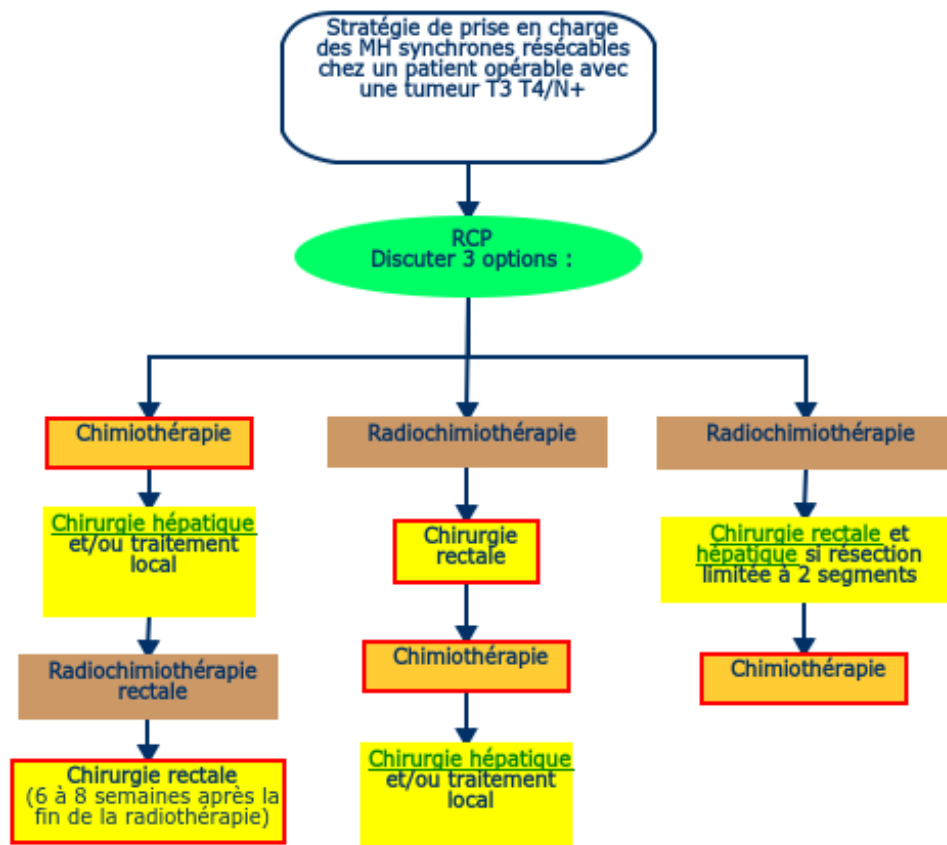 Stratégie de prise en charge
des MH synchrones résécables
chez un patient opérable avec
une tumeur T3 T4/N+
RCP
Discuter 3 options :
Chimiothérapie
Chirurgie hépatique
et/ou traitement
local
Radiochimiothérapie
rectale
Chirurgie rectale
(6 à 8 semaines après la
fin de la radiothérapie)
Radiochimiothérapie
Chirurgie
rectale
Chimiothérapie
Chirurgie hépatique
et/ou traitement
local
Radiochimiothérapie
Chirurgie rectale et
hépatique si résection
limitée à 2 segments
Chimiothérapie